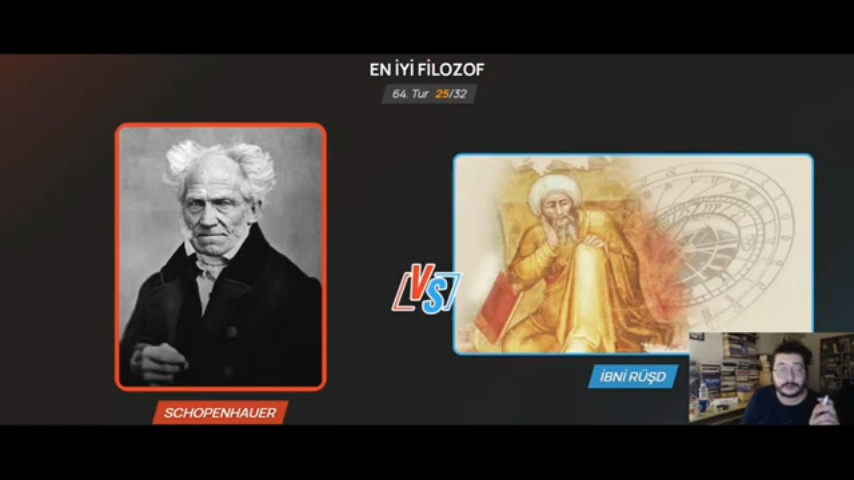 EN İYİ FİLOZOF
64. Tur 25/32
VS
İBNİ RÜŞD
SCHOPENHAUER